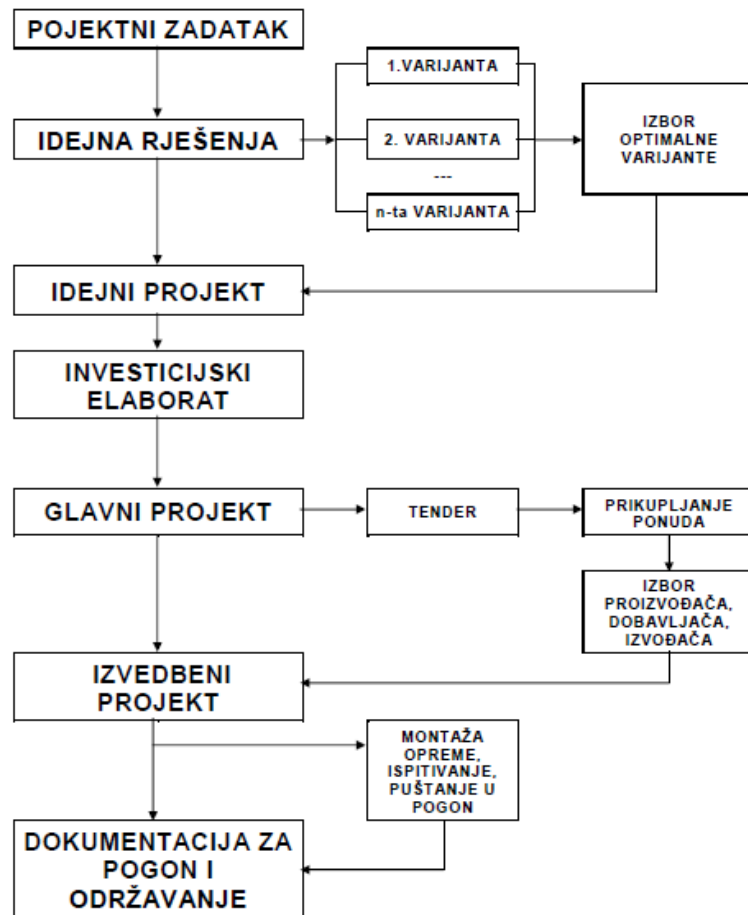 POJEKTNI ZADATAK
1.VARIJANTA
IDEJNA RJEŠENJA
2. VARIJANTA
---
n-ta VARIJANTA
IZBOR
OPTIMALNE
VARIJANTE
IDEJNI PROJEKT
INVESTICIJSKI
ELABORAT
GLAVNI PROJEKT
TENDER
PRIKUPLJANJE
PONUDA
IZBOR
PROIZVOĐAČA,
DOBAVLJAČA,
IZVOĐAČA
IZVEDBENI
PROJEKT
MONTAŽA
OPREME,
ISPITIVANJE,
PUŠTANJE U
POGON
DOKUMENTACIJA ZA
POGON I
ODRŽAVANJE